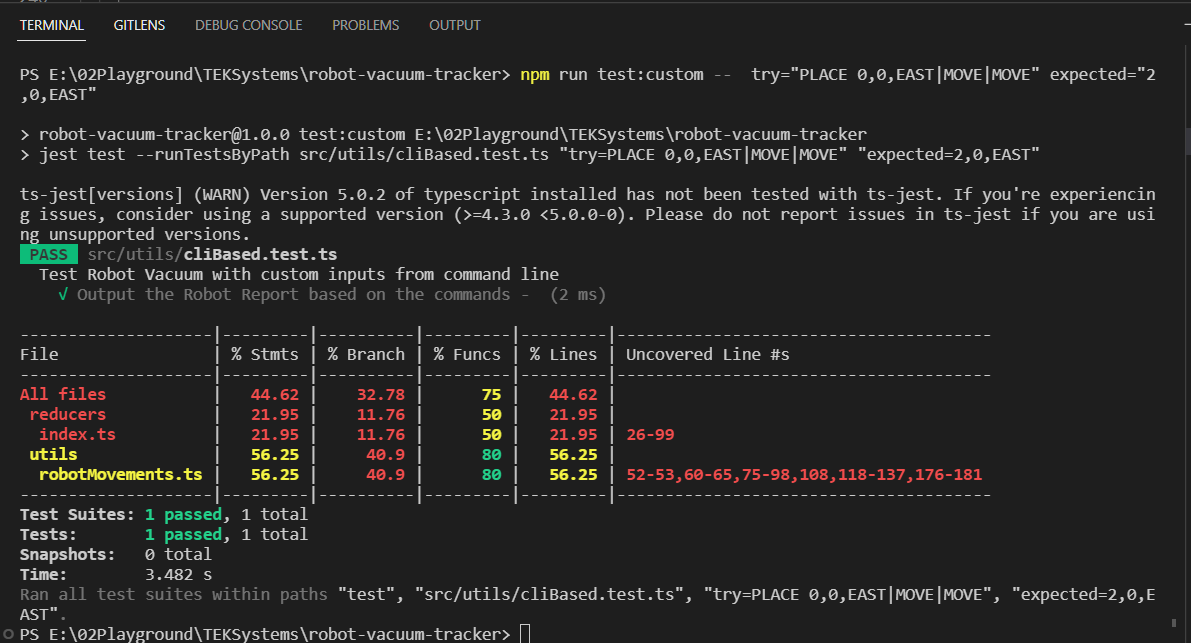 TERMINAL GITLENS DEBUG CONSOLE PROBLEMS OUTPUT
PS E:\02Playground\TEKSystems\robot-vacuum-tracker> npm run test:custom --  try="PLACE 0,0,EAST|MOVE|MOVE" expected="2
,0,EAST"
> robot-vacuum-tracker@1.0.0 test:custom E:\02Playground\TEKSystems\robot-vacuum-tracker
> jest test --runTestsByPath src/utils/cliBased.test.ts "try=PLACE 0,0,EAST|MOVE|MOVE" "expected=2,0,EAST"
ts-jest[versions] (WARN) Version 5.0.2 of typescript installed has not been tested with ts-jest. If you're experiencin
g issues, consider using a supported version (>=4.3.0 <5.0.0-0). Please do not report issues in ts-jest if you are usi
ng unsupported versions.
PASS src/utils/cliBased.test.ts
Test Robot Vacuum with custom inputs from command line
√ Output the Robot Report based on the commands -  (2 ms)
--------------------|---------|----------|---------|---------|---------------------------------------
File | % Stmts | % Branch | % Funcs | % Lines | Uncovered Line #s
--------------------|---------|----------|---------|---------|---------------------------------------
All files | 44.62 | 32.78 | 75 | 44.62 |
reducers | 21.95 | 11.76 | 50 | 21.95 |
index.ts | 21.95 | 11.76 | 50 | 21.95 | 26-99
utils | 56.25 | 40.9 | 80 | 56.25 |
robotMovements.ts | 56.25 | 40.9 | 80 | 56.25 | 52-53,60-65,75-98,108,118-137,176-181
--------------------|---------|----------|---------|---------|---------------------------------------
Test Suites: 1 passed, 1 total
Tests: 1 passed, 1 total
Snapshots: 0 total
Time: 3.482 s
Ran all test suites within paths "test", "src/utils/cliBased.test.ts", "try=PLACE 0,0,EAST|MOVE|MOVE", "expected=2,0,E
AST".
PS E:\02Playground\TEKSystems\robot-vacuum-tracker>